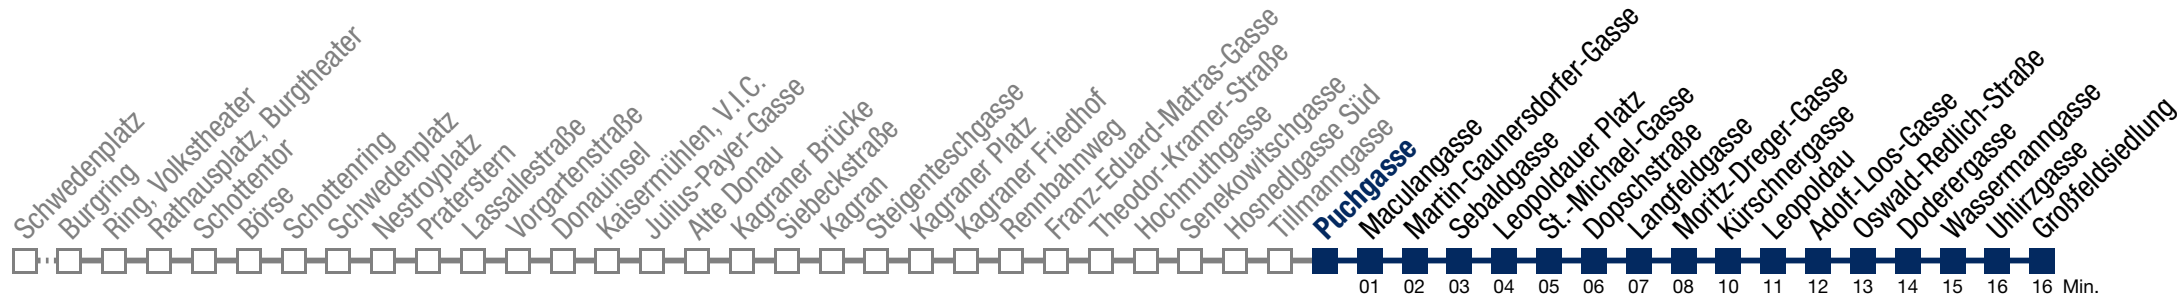 Schwedenplatz
Burgring
Ring, Volkstheater
Rathausplatz, Burgtheater
Schottentor
Börse
Schottenring
Schwedenplatz
Nestroyplatz
Praterstern
Lassallestraße
Vorgartenstraße
Donauinsel
Kaisermühlen, V.I.C.
Julius-Payer-Gasse
Alte Donau
Kagraner Brücke
Siebeckstraße
Kagran
Steigenteschgasse
Kagraner Platz
Kagraner Friedhof
Rennbahnweg
Franz-Eduard-Matras-Gasse
Theodor-Kramer-Straße
Hochmuthgasse
Senekowitschgasse
Hosnedlgasse Süd
Tillmanngasse
Puchgasse
Maculangasse
Martin-Gaunersdorfer-Gasse
Sebaldgasse
Leopoldauer Platz
St.-Michael-Gasse
Dopschstraße
Langfeldgasse
Moritz-Dreger-Gasse
Kürschnergasse
Leopoldau
Adolf-Loos-Gasse
Oswald-Redlich-Straße
Doderergasse
Wassermanngasse
Uhlirzgasse
Großfeldsiedlung
01 02 03 04 05 06 07 08 10 11 12 13 14 15 16 16 Min.